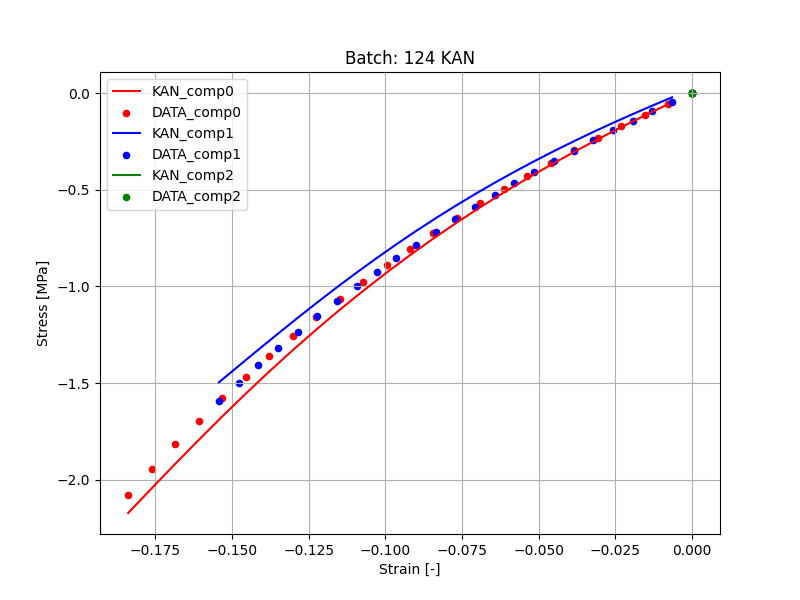 Batch: 124 KAN
KAN_comp0
DATA_comp0
KAN_comp1
DATA_comp1
KAN_comp2
DATA_comp2
0.0
−0.5
−1.0
−1.5
−2.0
Stress [MPa]
−0.175
−0.150
−0.125
−0.100
−0.075
−0.050
−0.025
0.000
Strain [-]